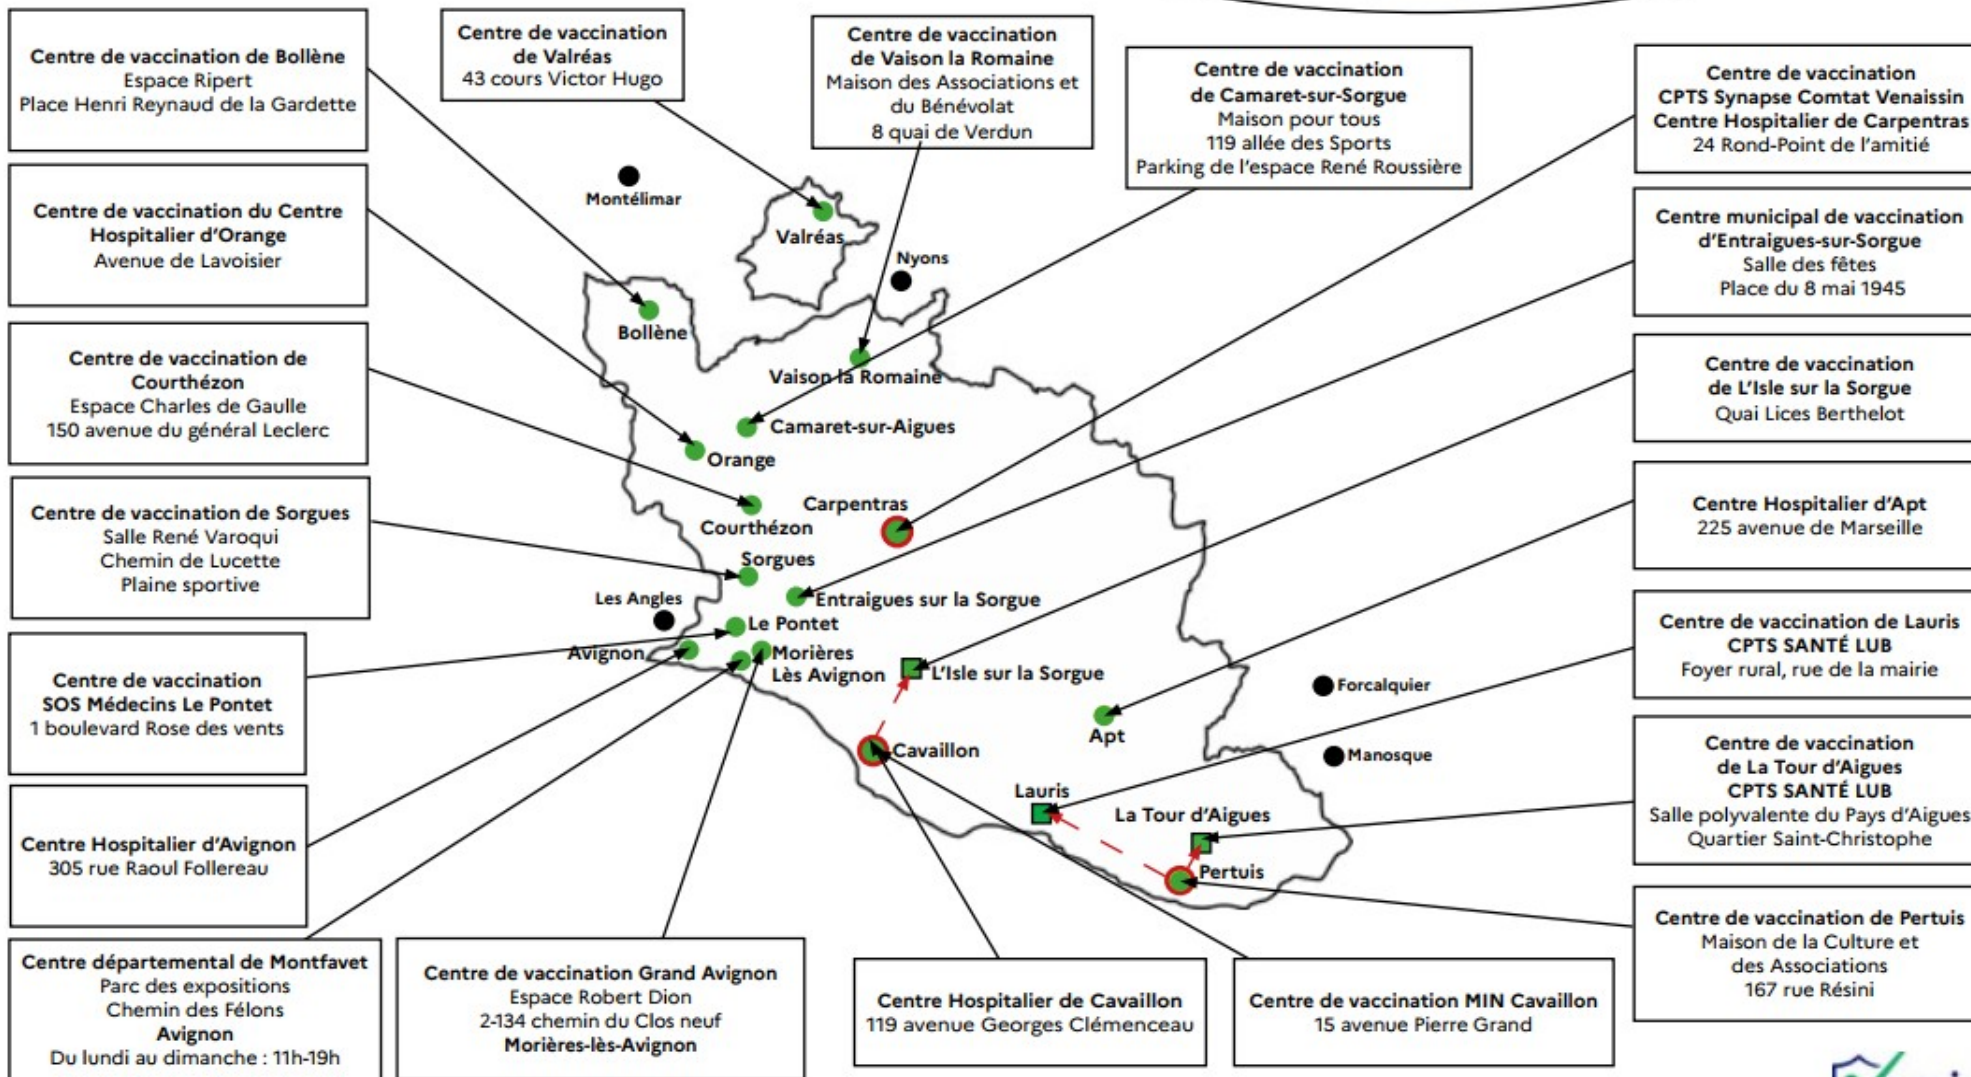 Centre de vaccination de Bollène
Espace Ripert
Place Henri Reynaud de la Gardette
Centre de vaccination
de Valréas
43 cours Victor Hugo
Centre de vaccination
de Vaison la Romaine
Maison des Associations et
du Bénévolat
8 quai de Verdun
Centre de vaccination
de Camaret-sur-Sorgue
Maison pour tous
119 allée des Sports
Parking de l'espace René Roussière
Centre de vaccination
CPTS Synapse Comtat Venaissin
Centre Hospitalier de Carpentras
24 Rond-Point de l'amitié
Centre de vaccination du Centre
Hospitalier d'Orange
Avenue de Lavoisier
Centre municipal de vaccination
d'Entraigues-sur-Sorgue
Salle des fêtes
Place du 8 mai 1945
Centre de vaccination de
Courthézon
Espace Charles de Gaulle
150 avenue du général Leclerc
Centre de vaccination
de L'Isle sur la Sorgue
Quai Lices Berthelot
Centre de vaccination de Sorgues
Salle René Varoqui
Chemin de Lucette
Plaine sportive
Centre Hospitalier d'Apt
225 avenue de Marseille
Centre de vaccination de Lauris
CPTS SANTÉ LUB
Foyer rural, rue de la mairie
Centre de vaccination
SOS Médecins Le Pontet
1 boulevard Rose des vents
Centre de vaccination
de La Tour d'Aigues
CPTS SANTÉ LUB
Salle polyvalente du Pays d'Aigues
Quartier Saint-Christophe
Centre Hospitalier d'Avignon
305 rue Raoul Follereau
Centre de vaccination de Pertuis
Maison de la Culture et
des Associations
167 rue Résini
Centre départemental de Montfavet
Parc des expositions
Chemin des Félons
Avignon
Du lundi au dimanche : 11h-19h
Centre de vaccination Grand Avignon
Espace Robert Dion
2-134 chemin du Clos neuf
Morières-lès-Avignon
Centre Hospitalier de Cavaillon
119 avenue Georges Clémenceau
Centre de vaccination MIN Cavaillon
15 avenue Pierre Grand
Montélimar
Valréas
Nyons
Bollène
Vaison la Romaine
Camaret-sur-Aigues
Orange
Carpentras
Courthézon
Sorgues
Les Angles
Entraigues sur la Sorgue
Le Pontet
Avignon
Morières
Lès Avignon
L'Isle sur la Sorgue
Forcalquier
Apt
Cavaillon
Manosque
Lauris
La Tour d'Aigues
Pertuis